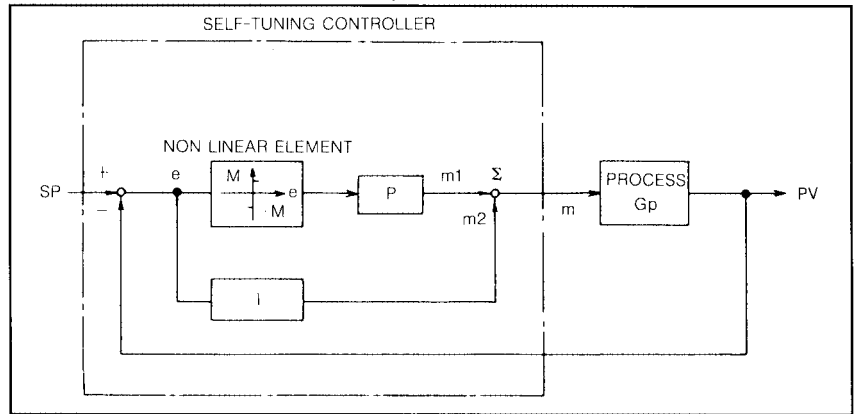 SELF-TUNING CONTROLLER
NON LINEAR ELEMENT
SP
+
−
e
M
e
M
P
m1
Σ
m2
m
PROCESS
Gp
PV
I